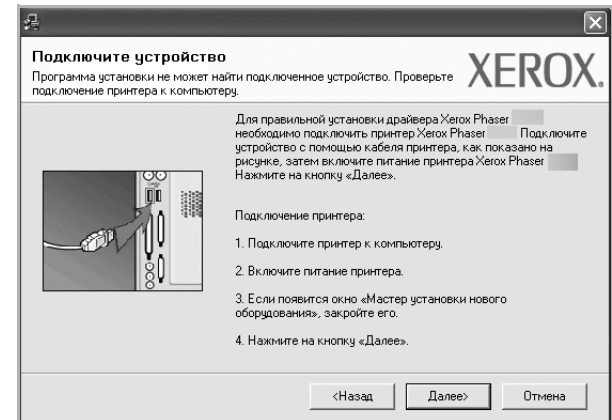 Подключите устройство
Программа установки не может найти подключенное устройство. Проверьте
подключение принтера к компьютеру.
XEROX.
Для правильной установки драйвера Xerox Phaser
необходимо подключить принтер Xerox Phaser Подключите
устройство с помощью кабеля принтера, как показано на
рисунке, затем включите питание принтера Xerox Phaser
Нажмите на кнопку «Далее».
Подключение принтера:
1. Подключите принтер к компьютеру.
2. Включите питание принтера.
3. Если появится окно «Мастер установки нового
оборудования», закройте его.
4. Нажмите на кнопку «Далее».
<Назад
Далее>
Отмена